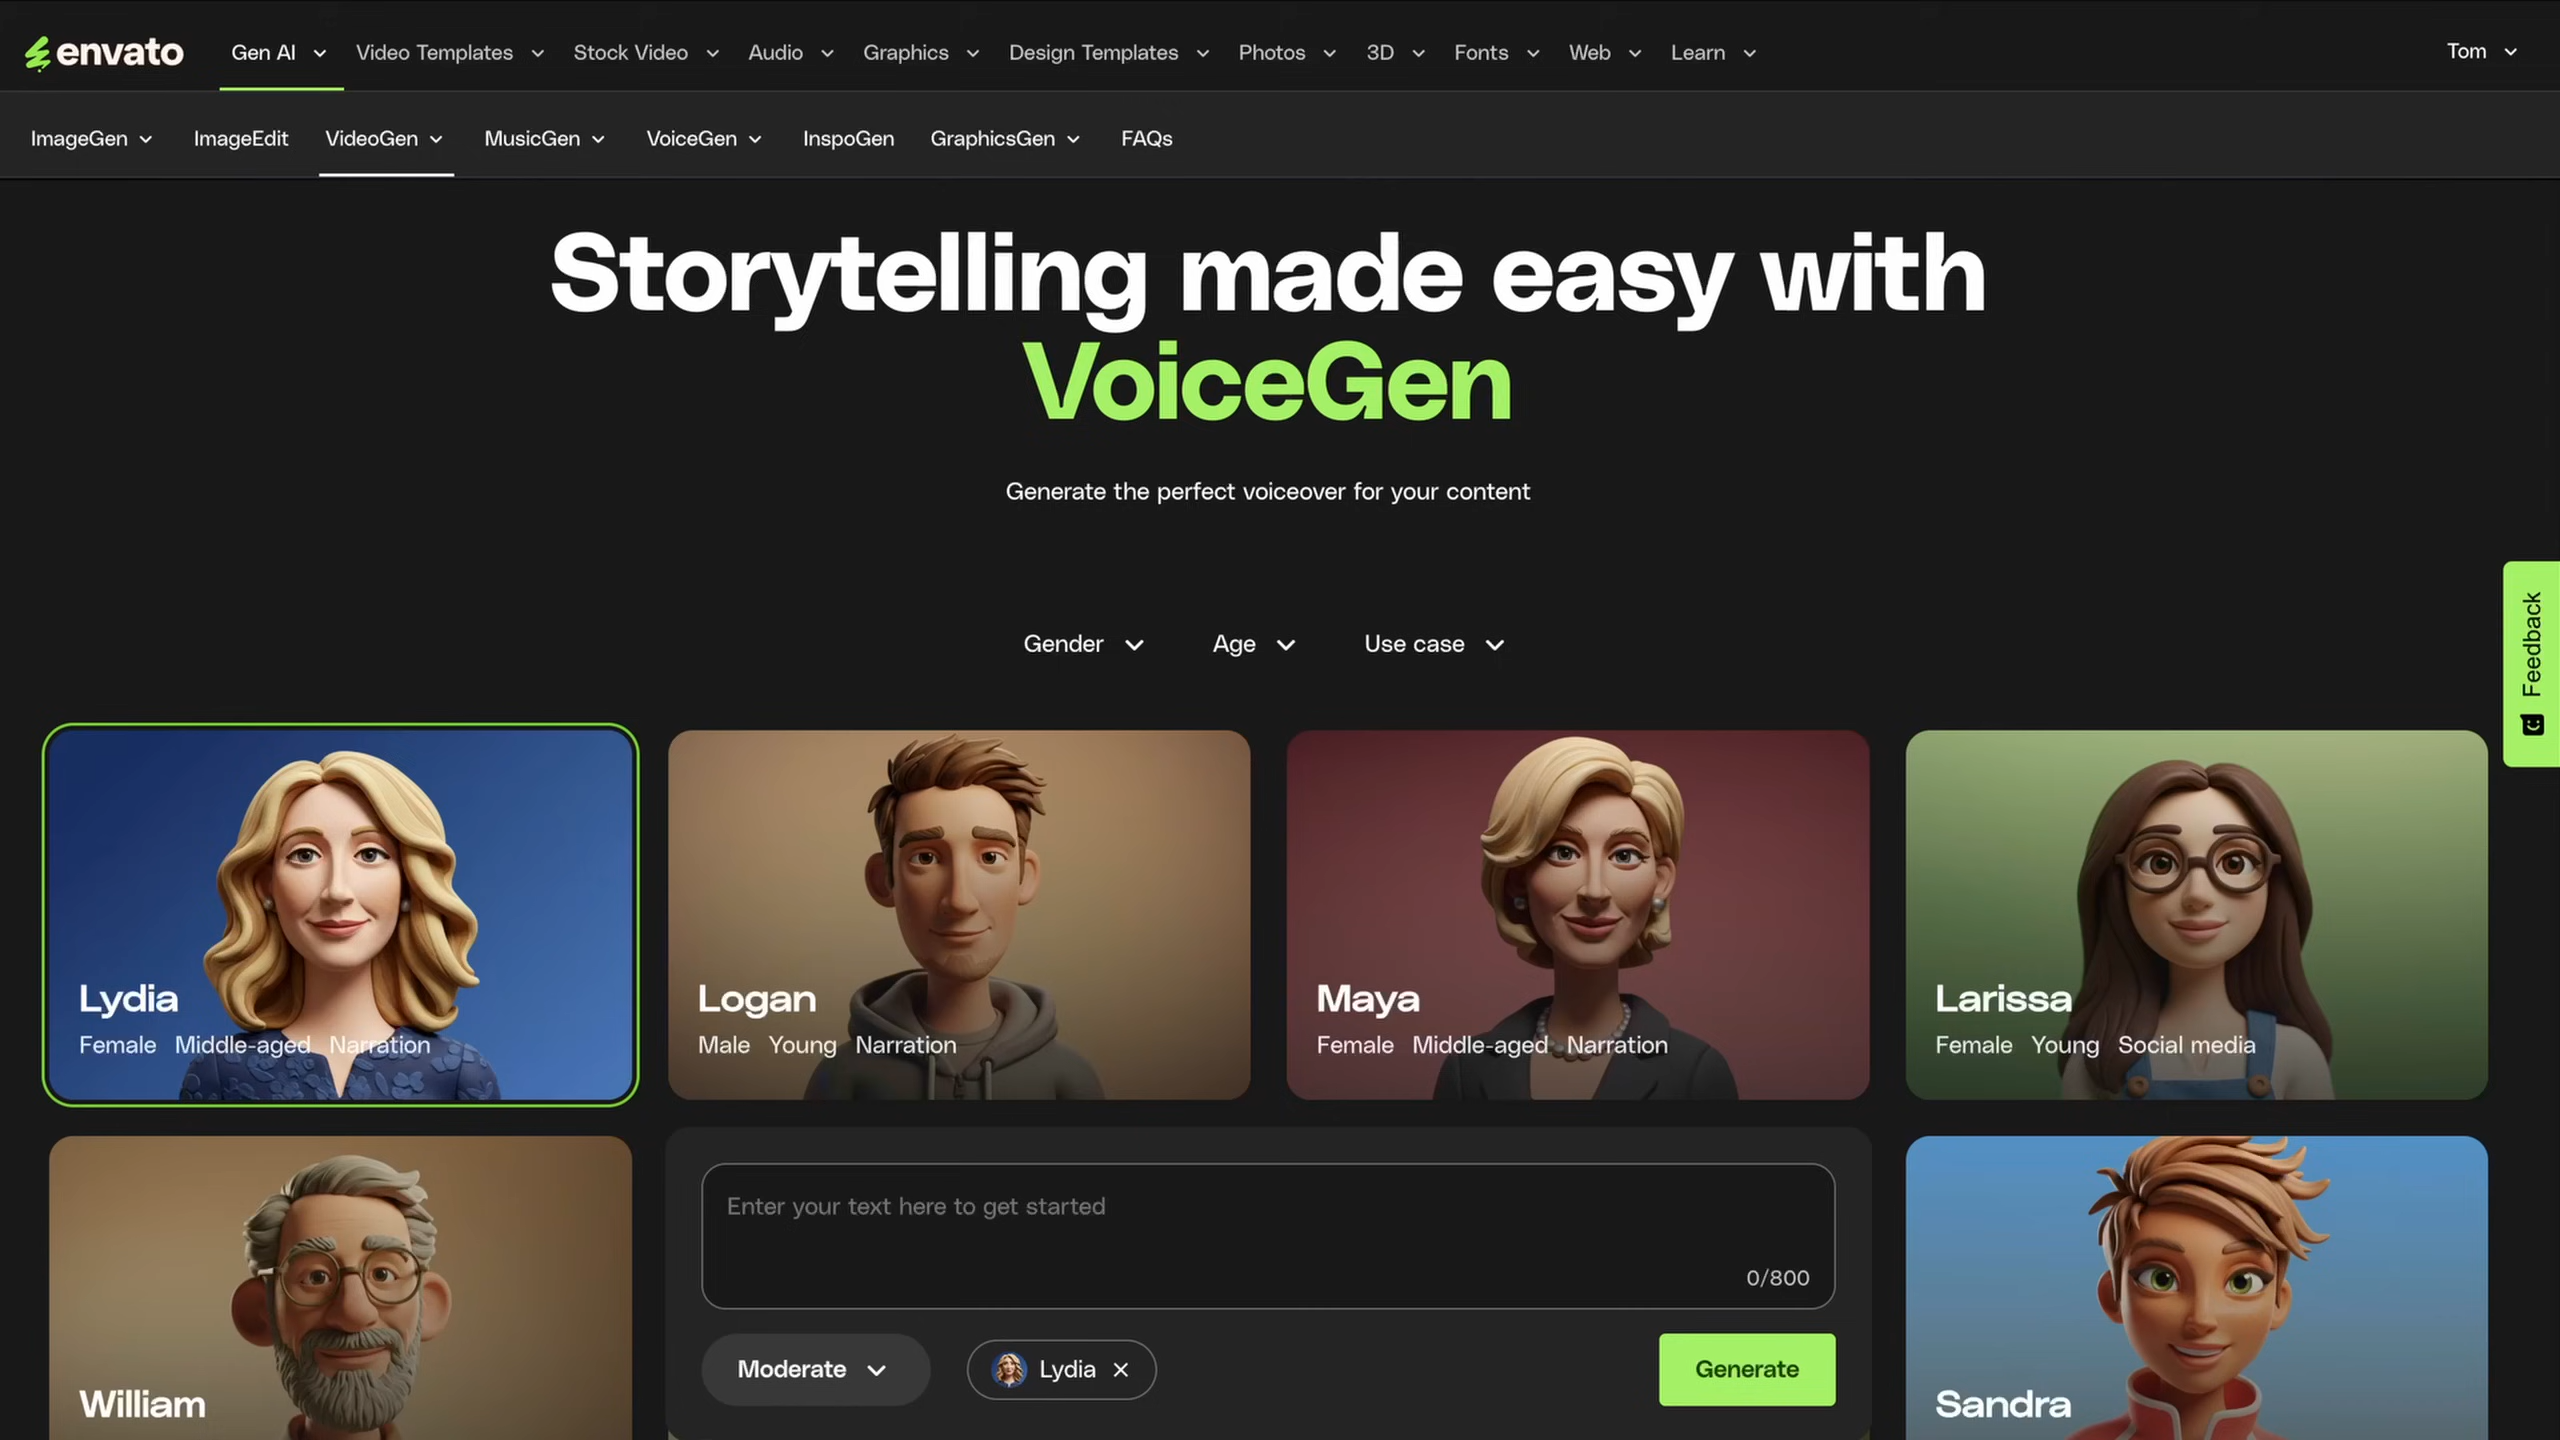 envato
Gen AI Video Templates Stock Video Audio Graphics Design Templates Photos 3D Fonts Web Learn Tom
ImageGen ImageEdit VideoGen MusicGen VoiceGen InspoGen GraphicsGen FAQs
Storytelling made easy with
VoiceGen
Generate the perfect voiceover for your content
Gender Age Use case
Feedback
Lydia
Female Middle-aged Narration
Logan
Male Young Narration
Maya
Female Middle-aged Narration
Larissa
Female Young Social media
William
Enter your text here to get started
0/800
Moderate Lydia Generate
Sandra